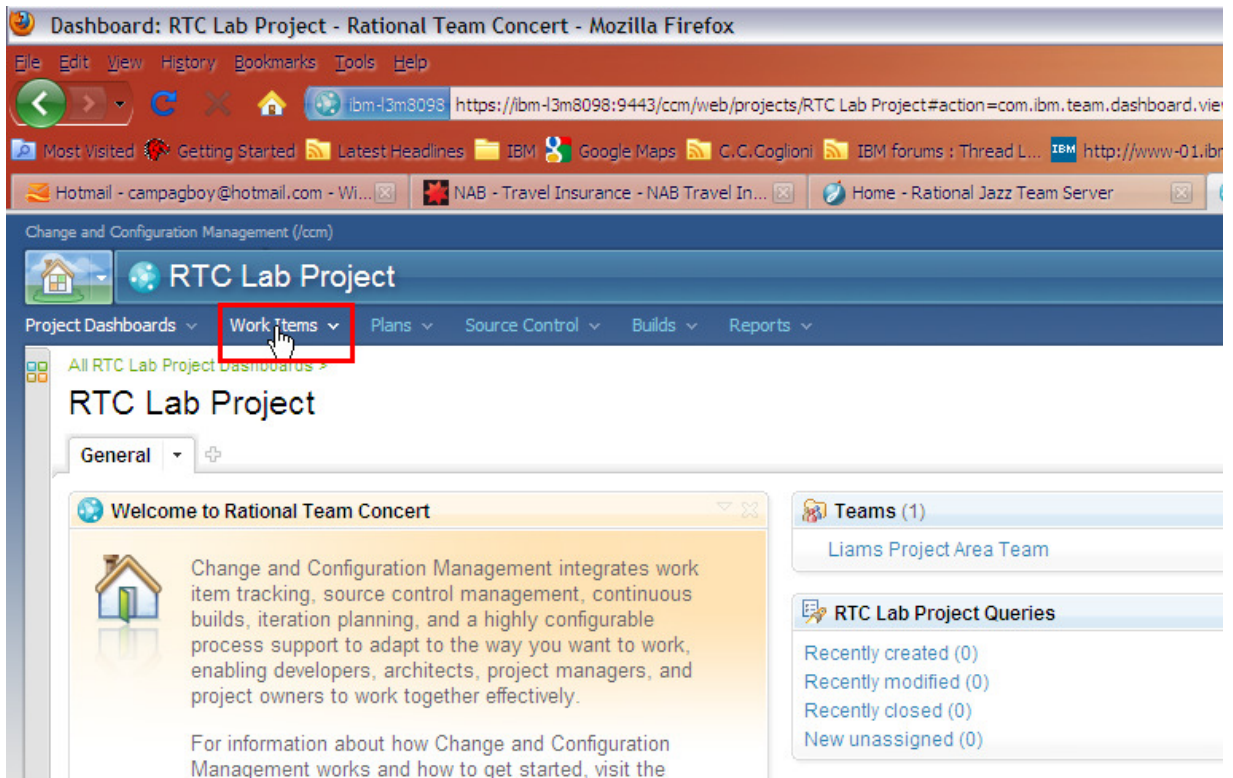 Dashboard: RTC Lab Project - Rational Team Concert - Mozilla Firefox
File Edit View History Bookmarks Tools Help
ibm-l3m8098 https://ibm-l3m8098:9443/ccm/web/projects/RTC Lab Project#action=com.ibm.team.dashboard.vie
Most Visited Getting Started Latest Headlines IBM Google Maps C.C.Coglioni IBM forums : Thread L... IBM http://www-01.ibn
Hotmail - campagboy@hotmail.com - Wi... NAB - Travel Insurance - NAB Travel In... Home - Rational Jazz Team Server
Change and Configuration Management (/ccm)
RTC Lab Project
Project Dashboards Work Items Plans Source Control Builds Reports
All RTC Lab Project Dashboards >
RTC Lab Project
General
Welcome to Rational Team Concert
Change and Configuration Management integrates work
item tracking, source control management, continuous
builds, iteration planning, and a highly configurable
process support to adapt to the way you want to work,
enabling developers, architects, project managers, and
project owners to work together effectively.
For information about how Change and Configuration
Management works and how to get started, visit the
Teams (1)
Liams Project Area Team
RTC Lab Project Queries
Recently created (0)
Recently modified (0)
Recently closed (0)
New unassigned (0)